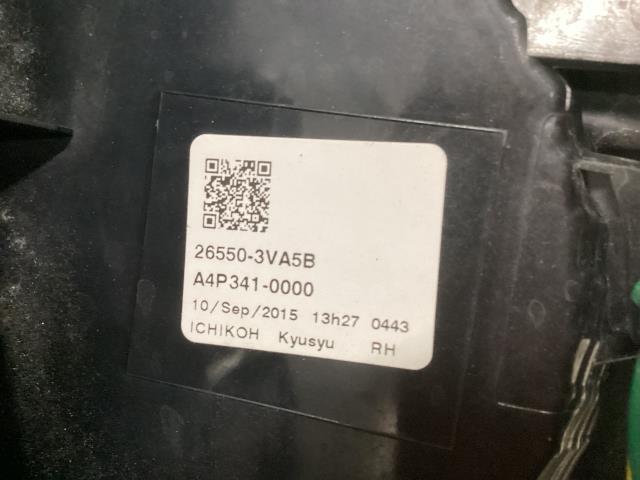 26550-3VA5B
A4P341-0000
10/Sep/2015 13h27 0443
ICHIKOH Kyusyu RH